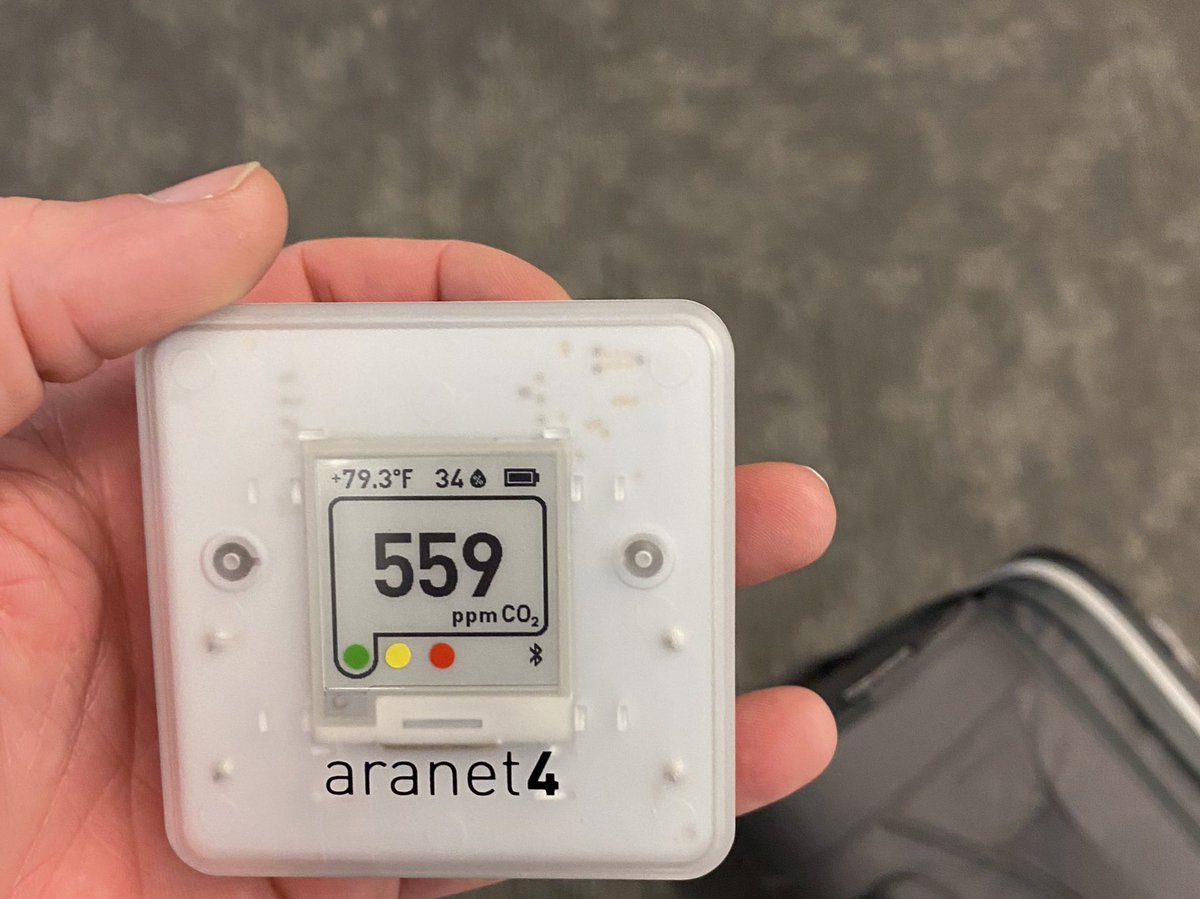 +79.3°F 34%
559
ppm CO₂
aranet4